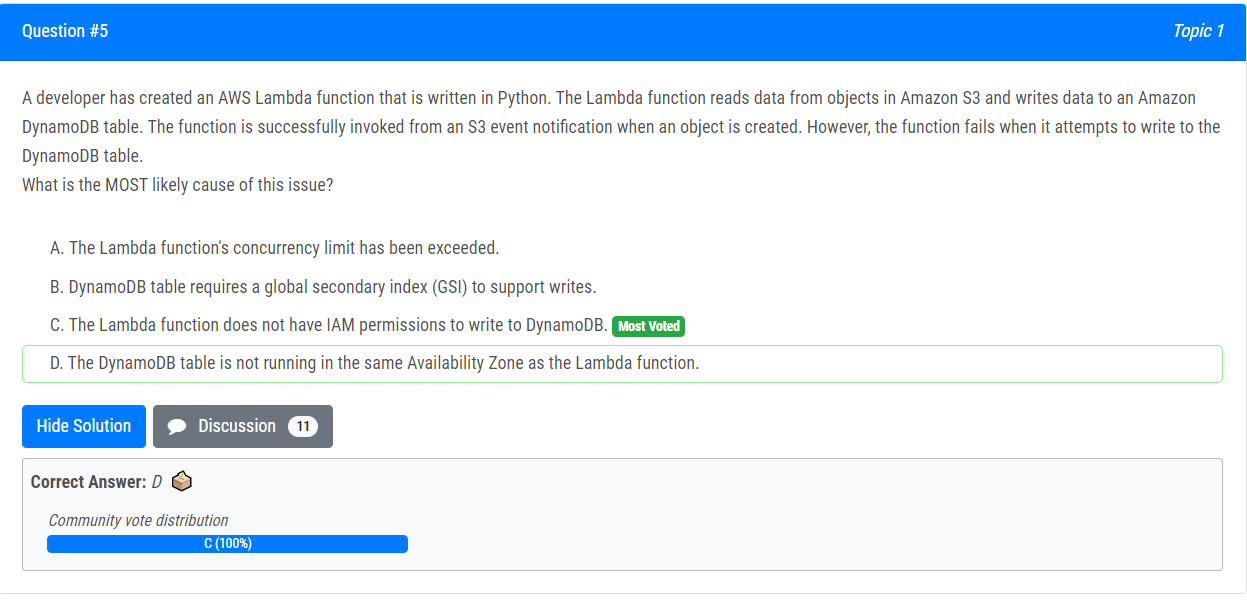 Question #5
Topic 1
A developer has created an AWS Lambda function that is written in Python. The Lambda function reads data from objects in Amazon S3 and writes data to an Amazon
DynamoDB table. The function is successfully invoked from an S3 event notification when an object is created. However, the function fails when it attempts to write to the
DynamoDB table.
What is the MOST likely cause of this issue?
A. The Lambda function's concurrency limit has been exceeded.
B. DynamoDB table requires a global secondary index (GSI) to support writes.
C. The Lambda function does not have IAM permissions to write to DynamoDB. Most Voted
D. The DynamoDB table is not running in the same Availability Zone as the Lambda function.
Hide Solution
Discussion 11
Correct Answer: D
Community vote distribution
C (100%)